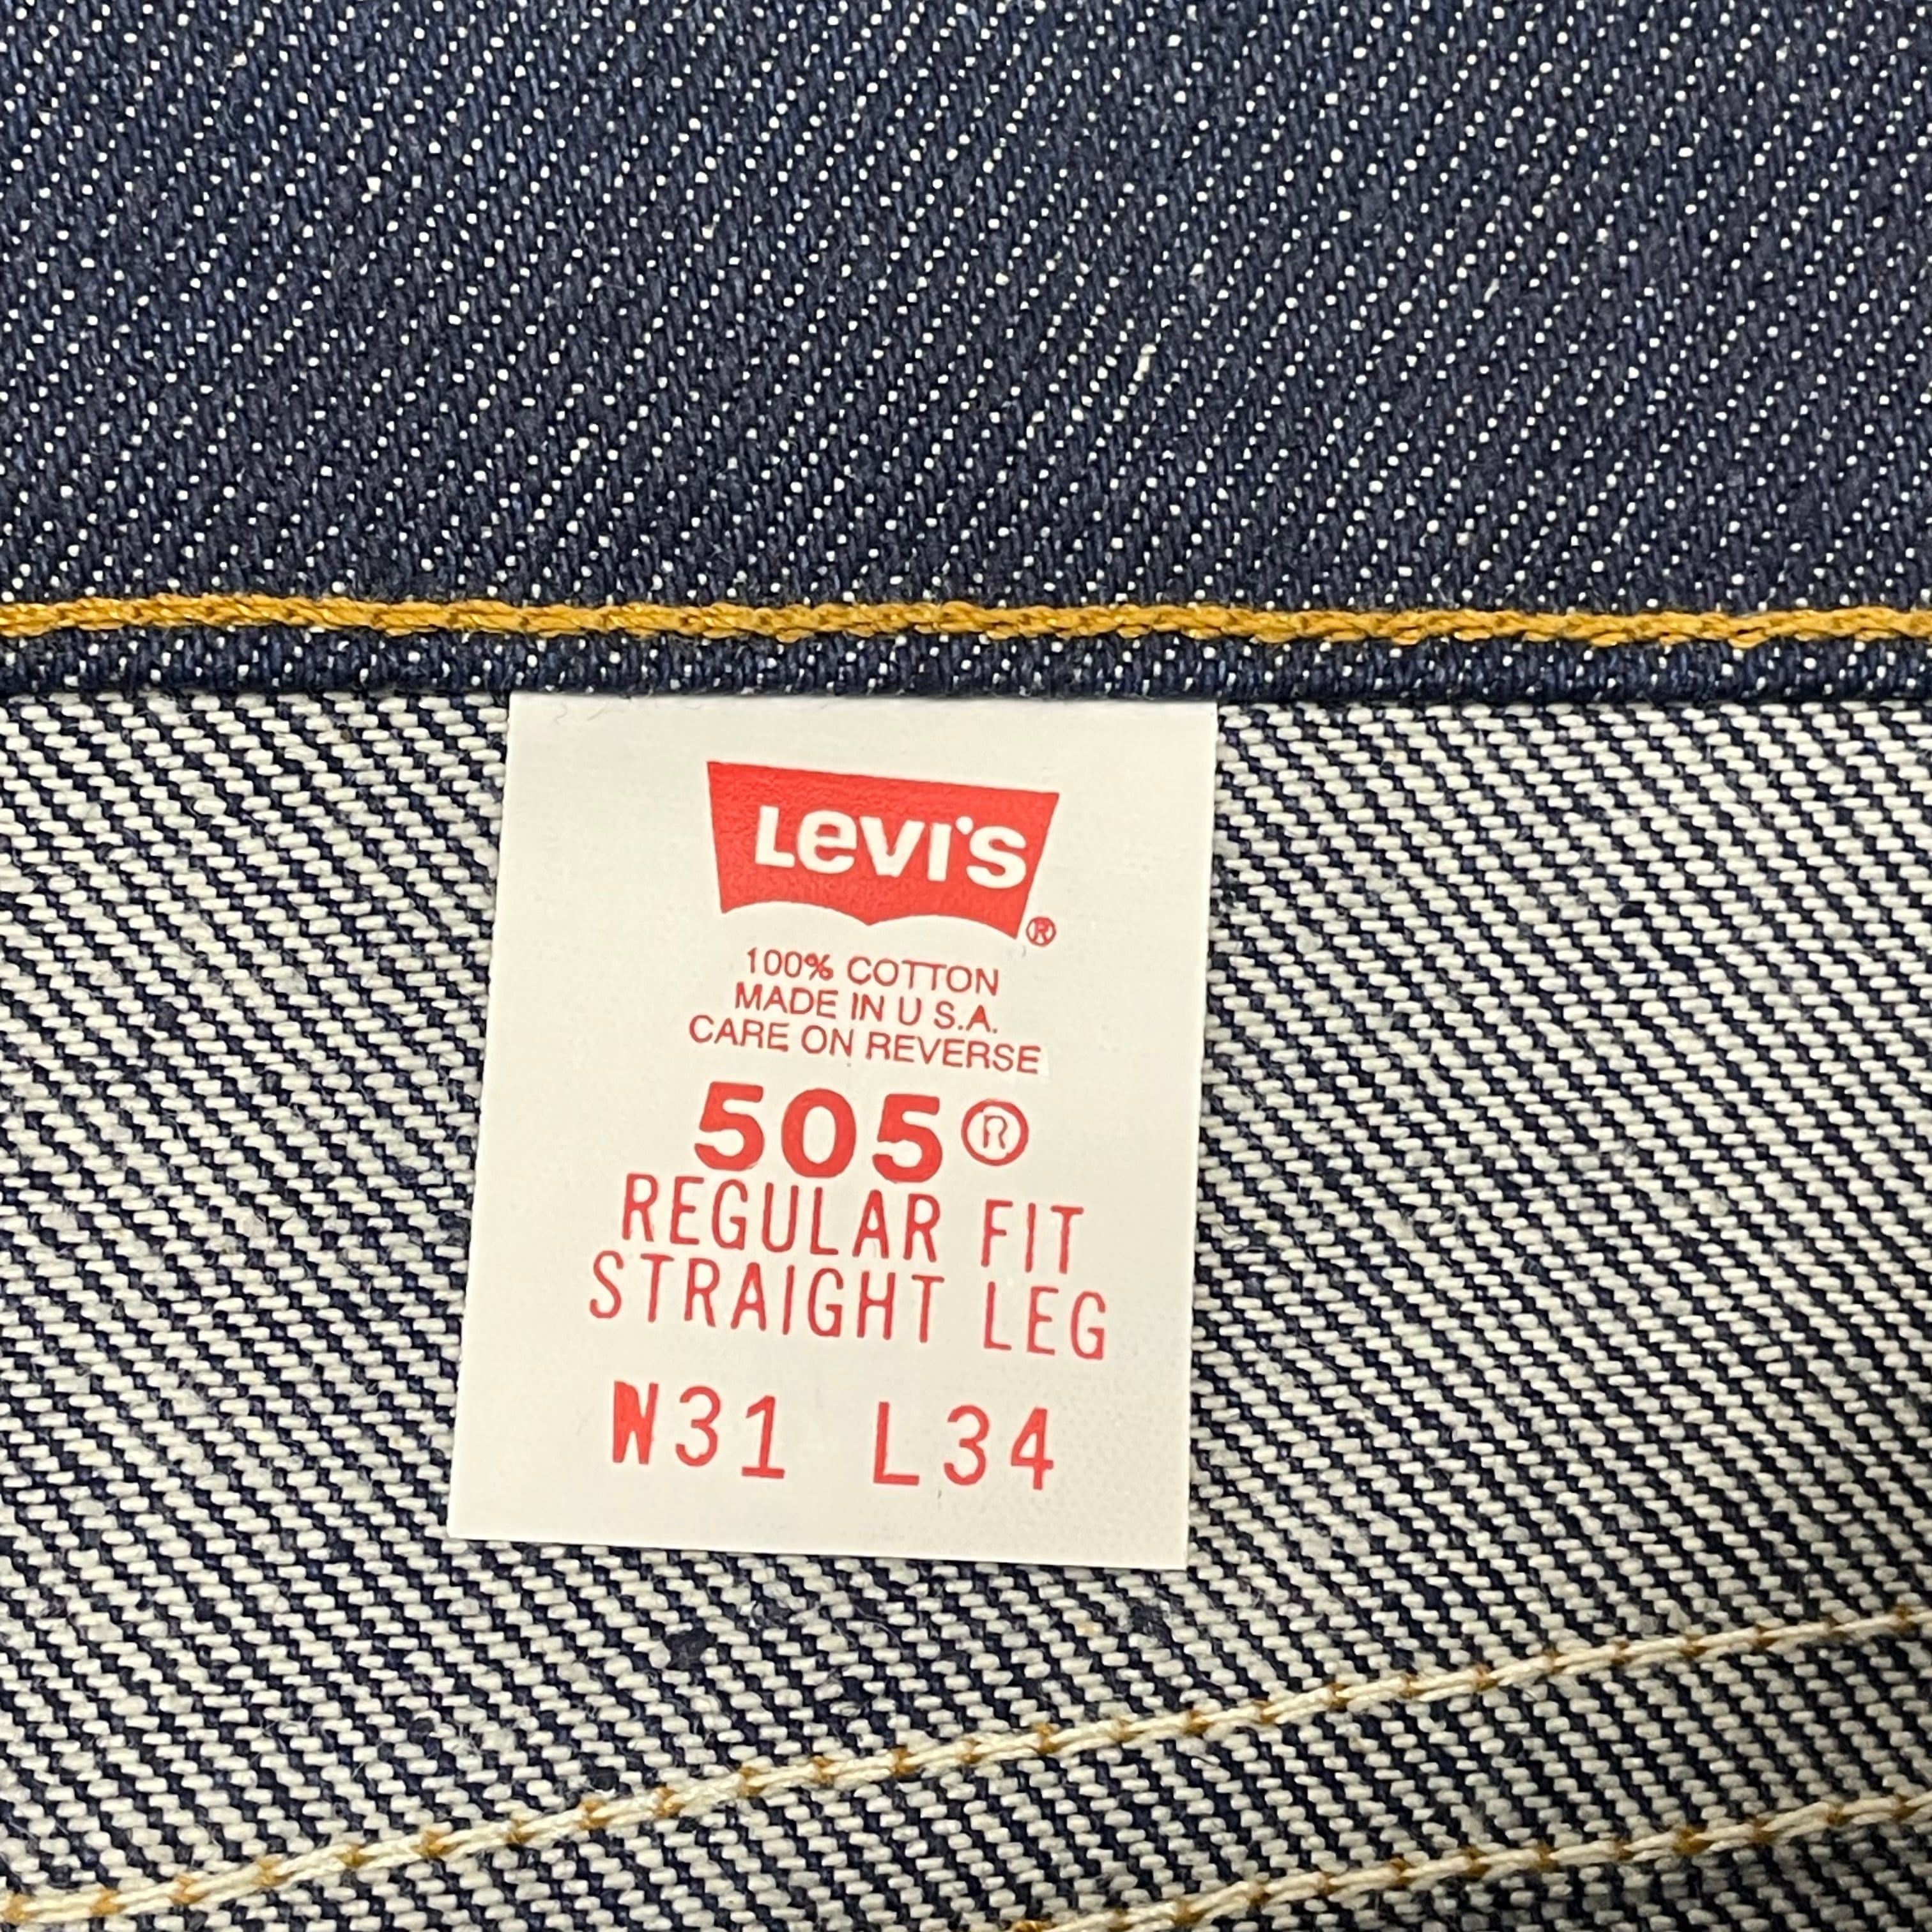 LEVI'S
®
100% COTTON
MADE IN U S.A.
CARE ON REVERSE
505®
REGULAR FIT
STRAIGHT LEG
W31 L34